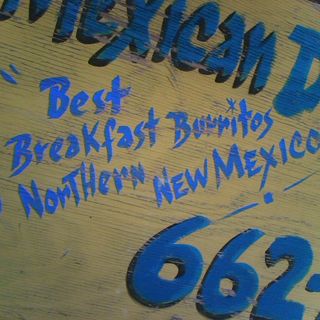 Mexican D
"Best
Breakfast Burritos
Northern New Mexico
662-